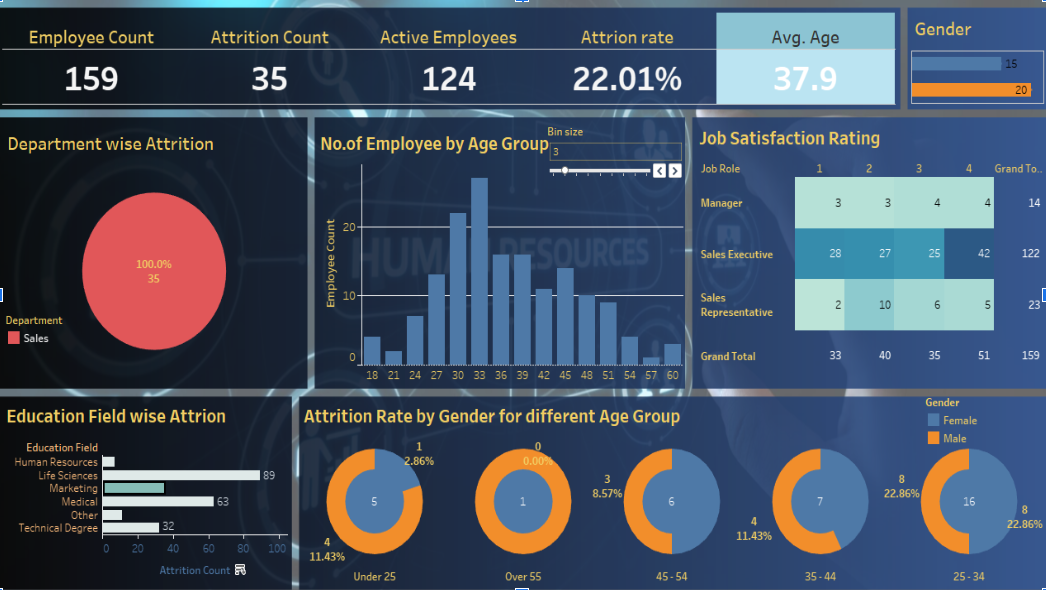 Employee Count Attrition Count Active Employees Attrion rate Avg. Age
159 35 124 22.01% 37.9
Gender
15
20
Department wise Attrition
100.0%
35
Department
Sales
No.of Employee by Age Group
Bin size
3
Employee Count
20
10
0
18 21 24 27 30 33 36 39 42 45 48 51 54 57 60
HUMAN RESOURCES
Job Satisfaction Rating
Job Role 1 2 3 4 Grand To..
Manager 3 3 4 4 14
Sales Executive 28 27 25 42 122
Sales
Representative 2 10 6 5 23
Grand Total 33 40 35 51 159
Education Field wise Attrion
Education Field
Human Resources
Life Sciences 89
Marketing
Medical 63
Other
Technical Degree 32
0 20 40 60 80 100
Attrition Count
Attrition Rate by Gender for different Age Group
Gender
Female
Male
1
2.86%
5
4
11.43%
Under 25
0
0.00%
1
Over 55
3
8.57%
6
45 - 54
7
4
11.43%
35 - 44
8
22.86%
16
8
22.86%
25 - 34